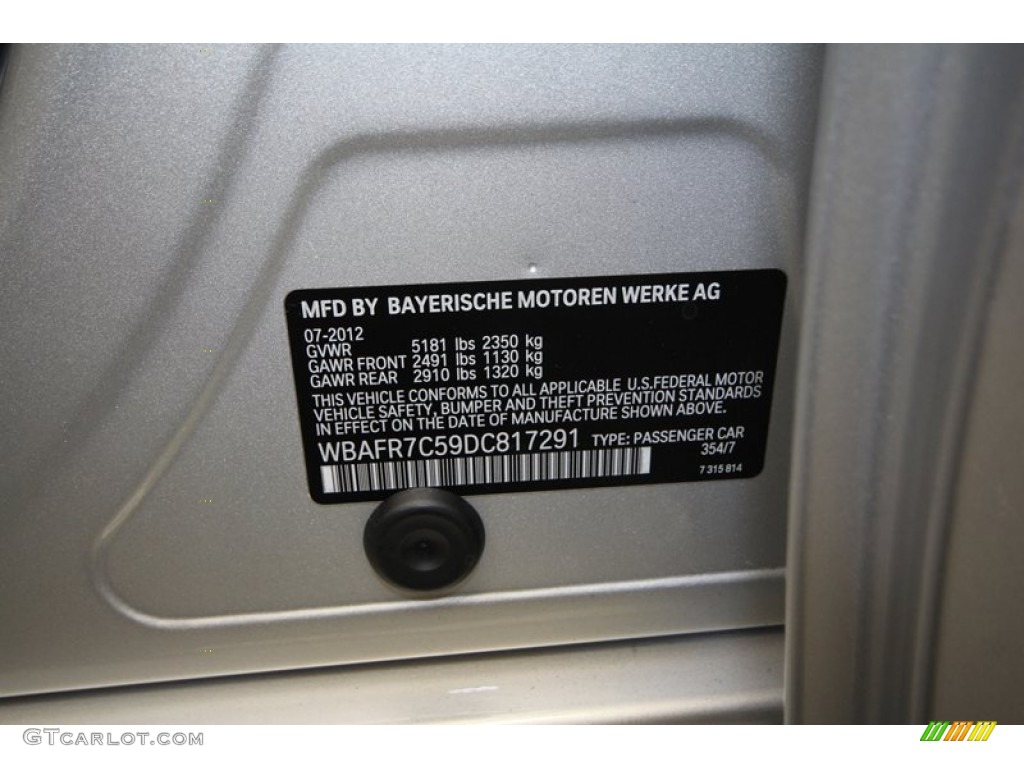 MFD BY BAYERISCHE MOTOREN WERKE AG
07-2012
GVWR 5181 lbs 2350 kg
GAWR FRONT 2491 lbs 1130 kg
GAWR REAR 2910 lbs 1320 kg
THIS VEHICLE CONFORMS TO ALL APPLICABLE U.S.FEDERAL MOTOR
VEHICLE SAFETY, BUMPER AND THEFT PREVENTION STANDARDS
IN EFFECT ON THE DATE OF MANUFACTURE SHOWN ABOVE.
WBAFR7C59DC817291 TYPE: PASSENGER CAR
354/7
7 315 814
GTCarlot.com